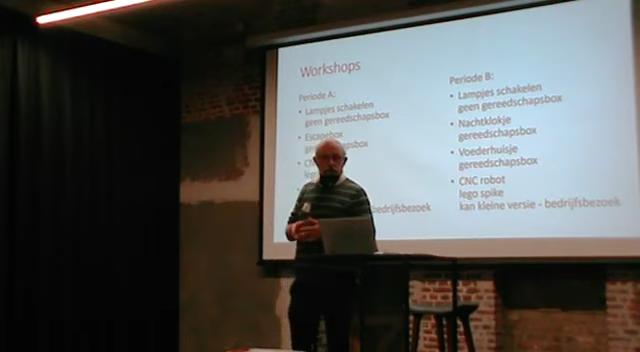 Workshops
Periode A:
• Lampjes schakelen
geen gereedschapsbox
• Escapebox
bedrijfsbezoek
Periode B:
• Lampjes schakelen
geen gereedschapsbox
• Nachtklokje
gereedschapsbox
• Voederhuisje
gereedschapsbox
• CNC robot
lego spike
kan kleine versie - bedrijfsbezoek